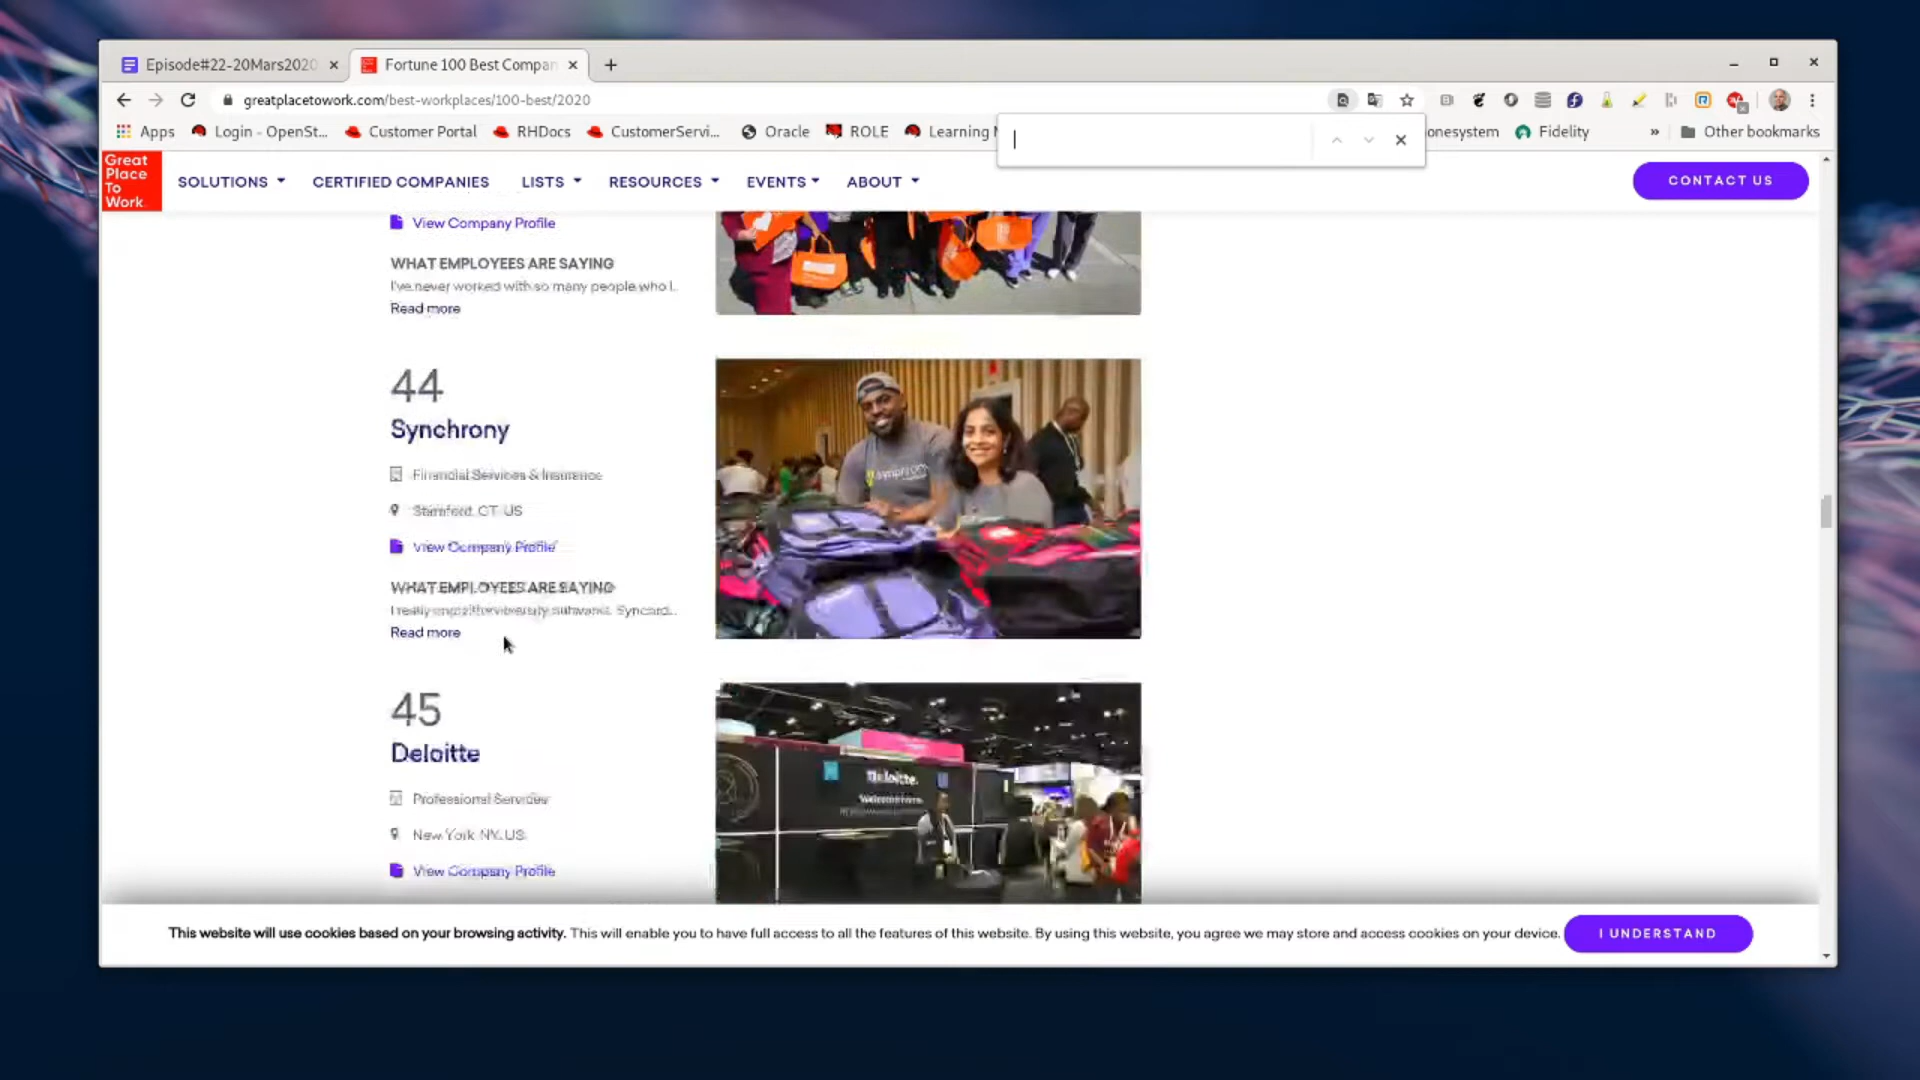 Episode#22-20Mars2020
Fortune 100 Best Compan
greatplacetowork.com/best-workplaces/100-best/2020
Apps
Login - OpenSt...
Customer Portal
RHDocs
CustomerServi...
Oracle
ROLE
Learning
onesystem
Fidelity
»
Other bookmarks
Great
Place
To
Work.
SOLUTIONS
CERTIFIED COMPANIES
LISTS
RESOURCES
EVENTS
ABOUT
CONTACT US
View Company Profile
WHAT EMPLOYEES ARE SAYING
I've never worked with so many people who l..
Read more
44
Synchrony
Financial Services & Insurance
Stamford, CT, US
View Company Profile
WHAT EMPLOYEES ARE SAYING
I really
Read more
45
Deloitte
Professional Services
New York, NY, US
View Company Profile
Deloitte.
This website will use cookies based on your browsing activity. This will enable you to have full access to all the features of this website. By using this website, you agree we may store and access cookies on your device.
I UNDERSTAND